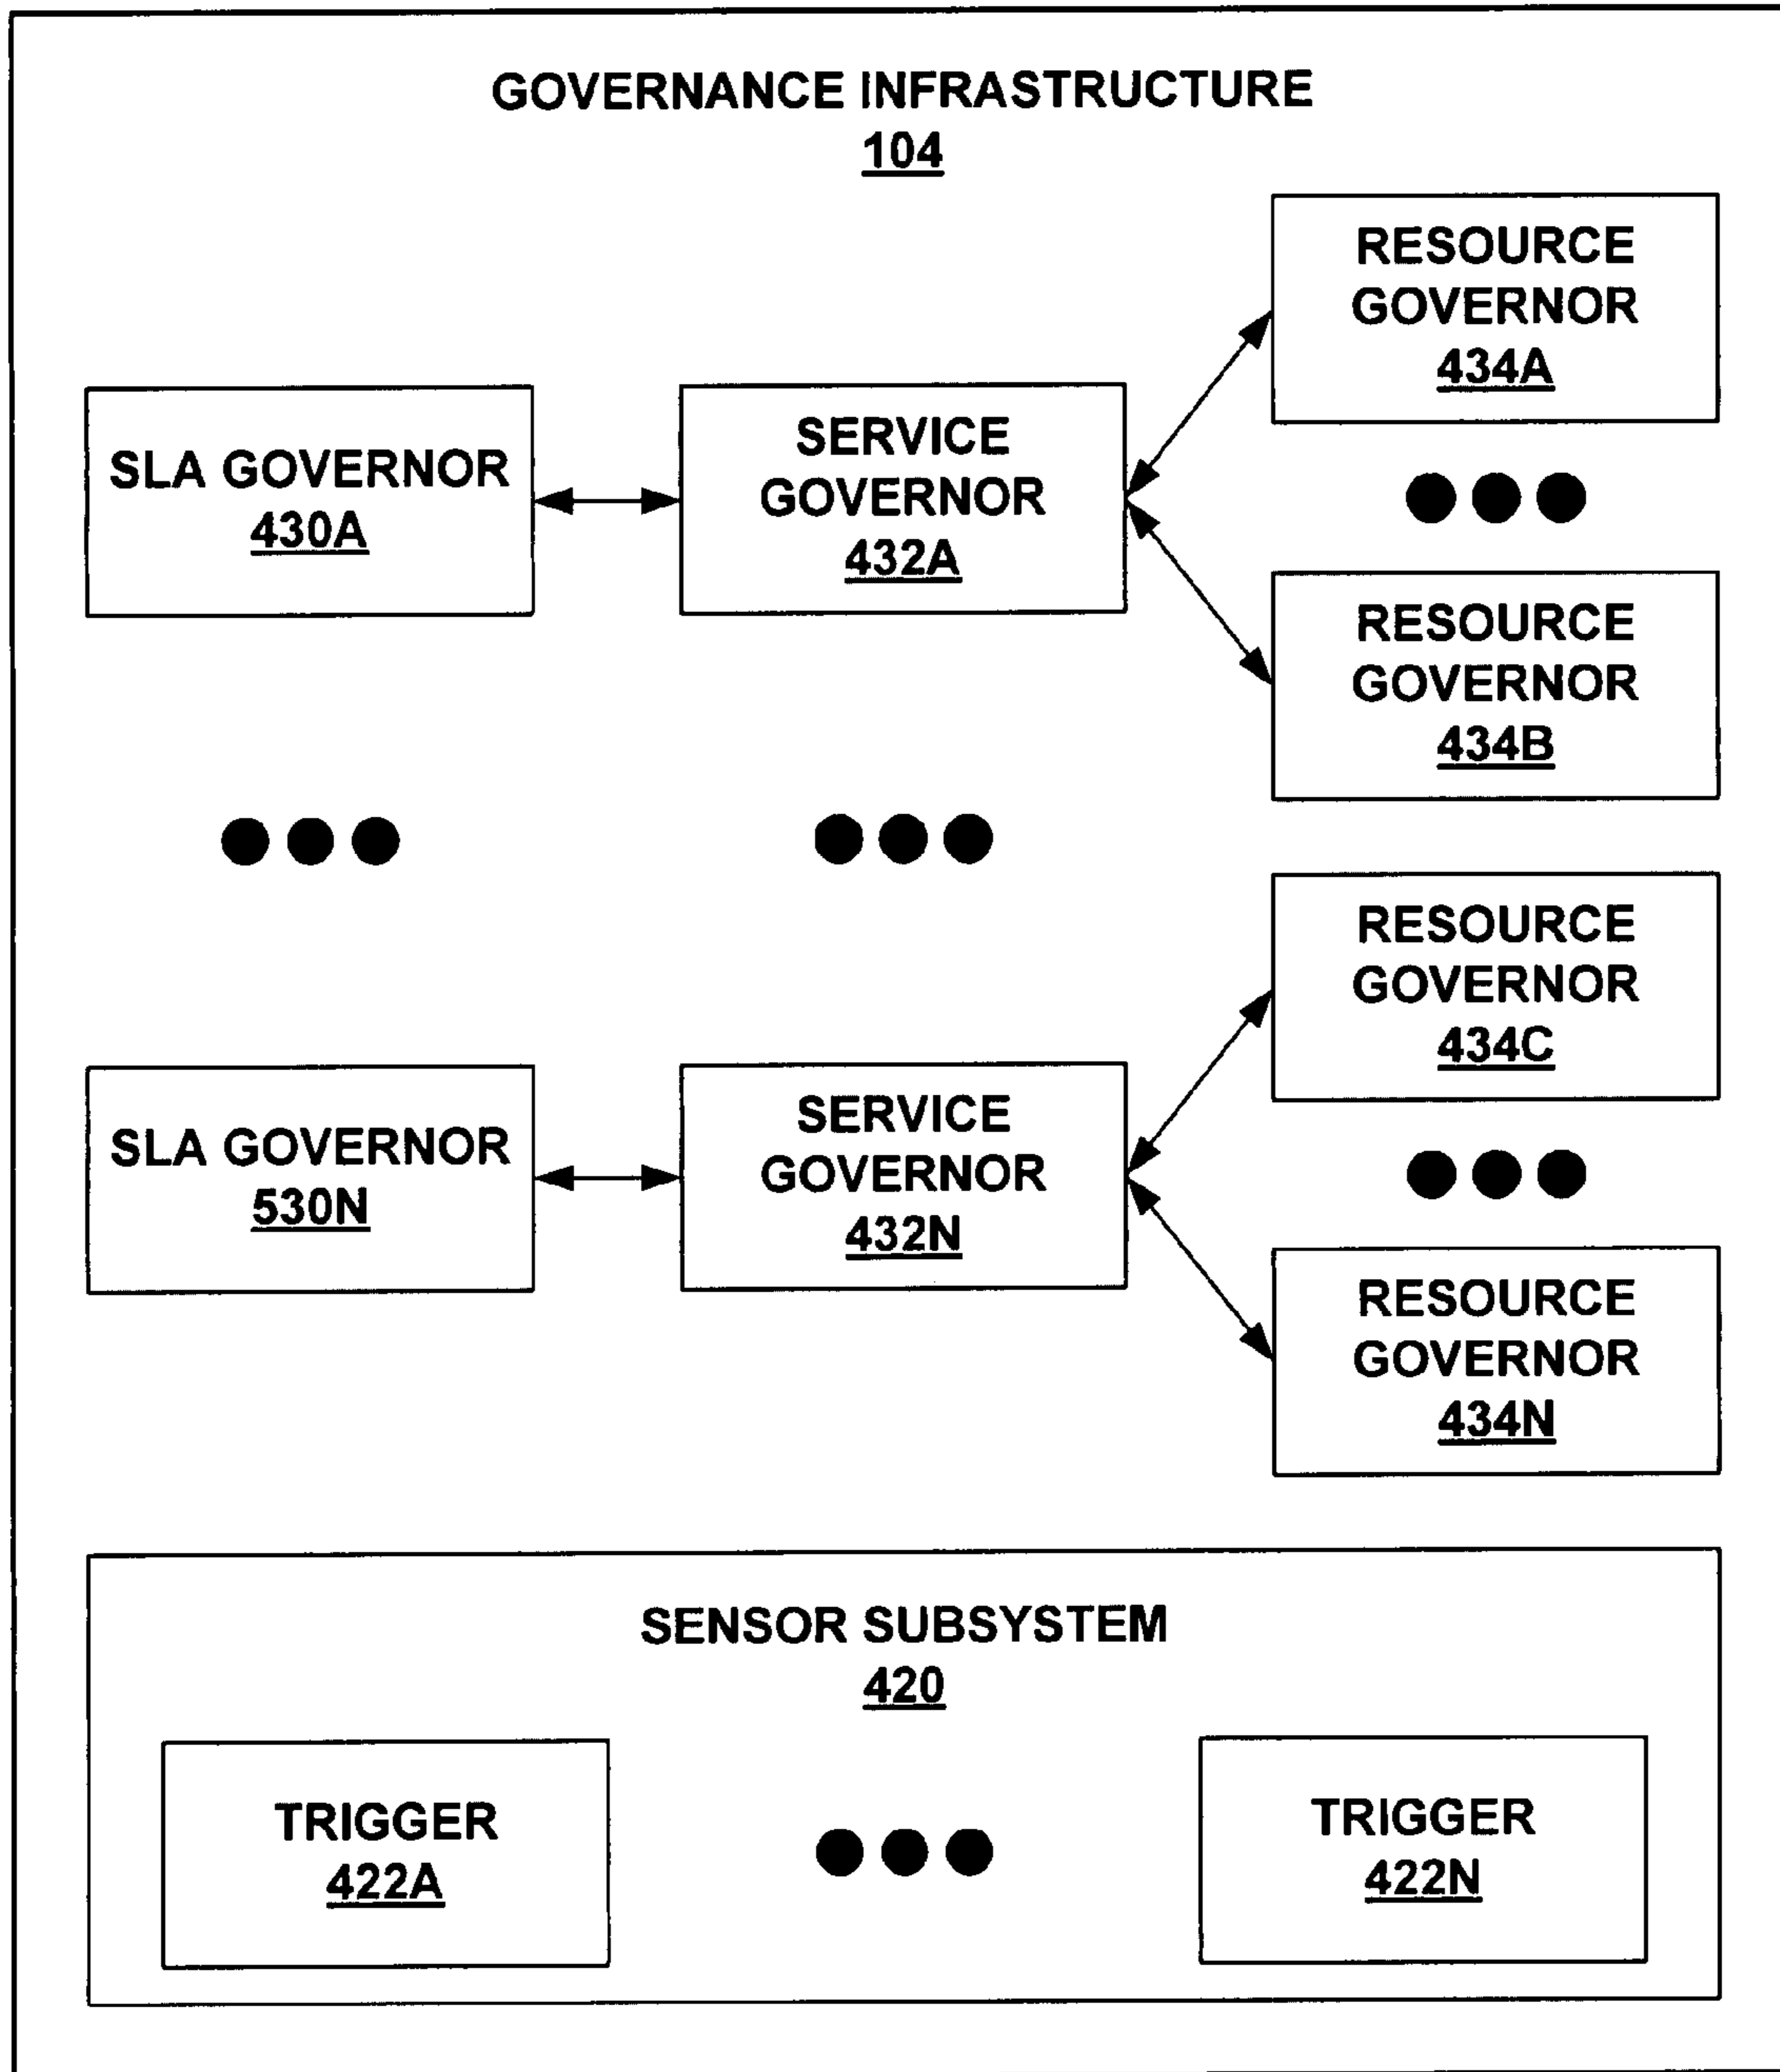 GOVERNANCE INFRASTRUCTURE
104
RESOURCE
GOVERNOR
434A
SLA GOVERNOR
430A
SERVICE
GOVERNOR
432A
RESOURCE
GOVERNOR
434B
RESOURCE
GOVERNOR
434C
SLA GOVERNOR
530N
SERVICE
GOVERNOR
432N
RESOURCE
GOVERNOR
434N
SENSOR SUBSYSTEM
420
TRIGGER
422A
TRIGGER
422N